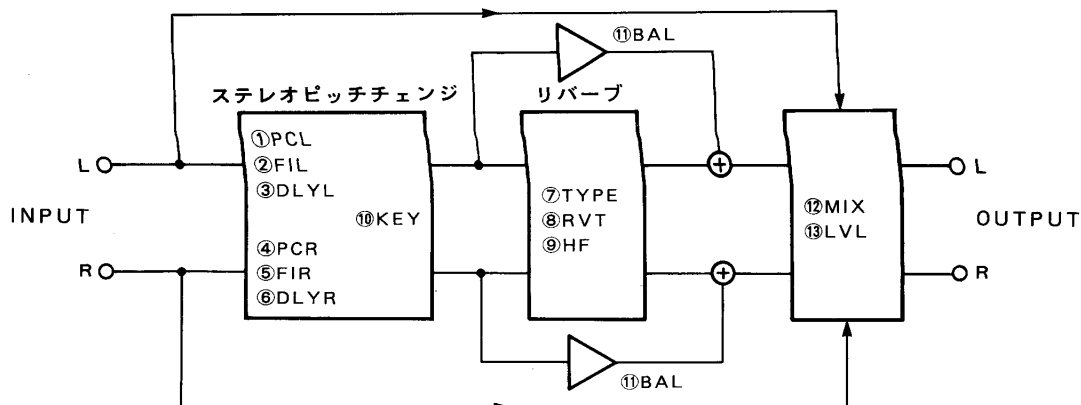 ⑪BAL
ステレオピッチチェンジ
リバーブ
①PCL
②FIL
③DLYL
⑩KEY
④PCR
⑤FIR
⑥DLYR
⑦TYPE
⑧RVT
⑨HF
⑫MIX
⑬LVL
L
INPUT
R
L
OUTPUT
R
⑪BAL